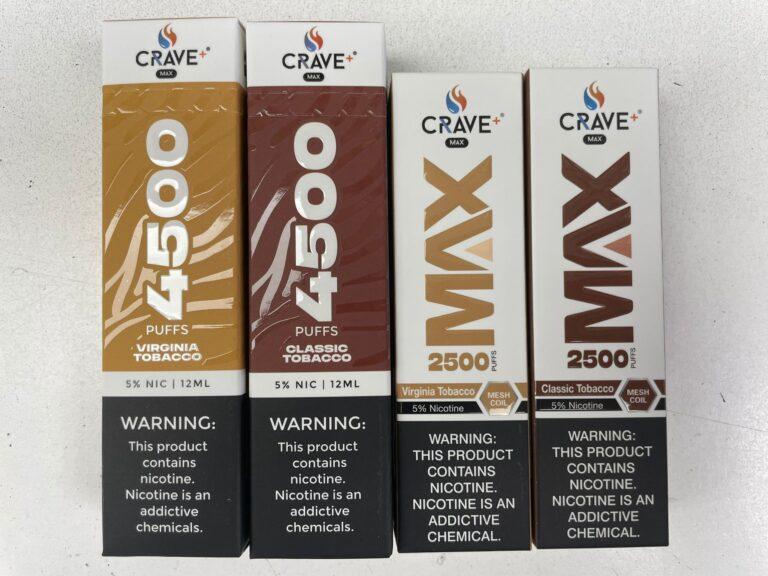 CRAVE+®
MAX
4500
PUFFS
VIRGINIA
TOBACCO
5% NIC | 12ML
WARNING:
This product
contains
nicotine.
Nicotine is an
addictive
chemicals.
CRAVE+®
MAX
4500
PUFFS
CLASSIC
TOBACCO
5% NIC | 12ML
WARNING:
This product
contains
nicotine.
Nicotine is an
addictive
chemicals.
CRAVE+®
MAX
MAX
2500 PUFFS
Virginia Tobacco
5% Nicotine
MESH
COIL
WARNING:
THIS PRODUCT
CONTAINS
NICOTINE.
NICOTINE IS AN
ADDICTIVE
CHEMICAL.
CRAVE+®
MAX
MAX
2500 PUFFS
Classic Tobacco
5% Nicotine
MESH
COIL
WARNING:
THIS PRODUCT
CONTAINS
NICOTINE.
NICOTINE IS AN
ADDICTIVE
CHEMICAL.